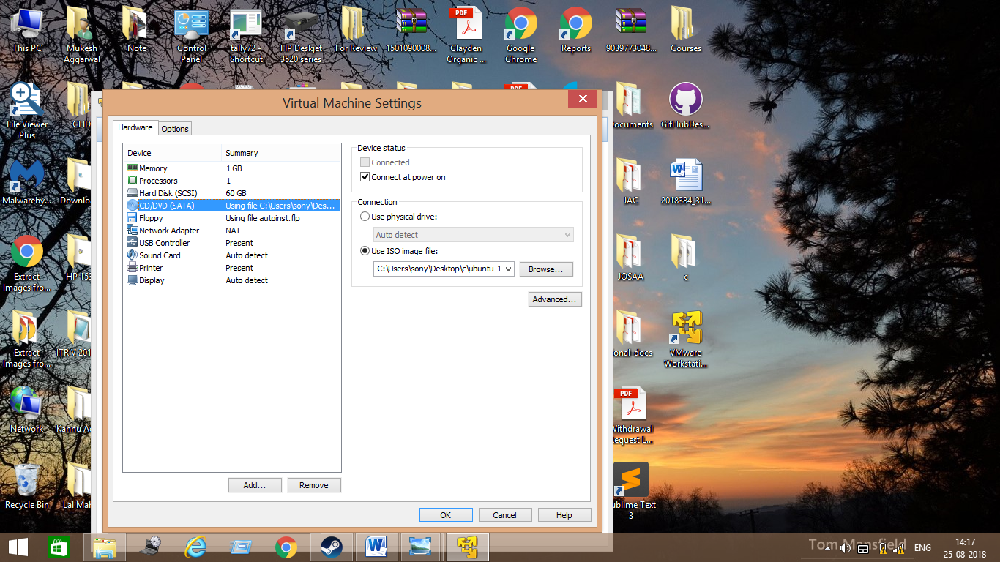 This PC
Mukesh
Aggarwal
Note
Control
Panel
tally72 -
Shortcut
HP Deskjet
3520 series
For Review
1501090008...
Clayden
Organic ...
Google
Chrome
Reports
9039773048...
Courses
File Viewer
Plus
CHD
PDF
ocuments
GitHubDes...
Malwareby...
Downlo
JAC
2018384_31...
Extract
Images fro...
HP 153
JOSAA
c
Extract
Images fro...
ITR V 201
onal-docs
VMware
Workstati...
Network
Kannu A
PDF
ithdrawal
equest L...
Recycle Bin
Lal Mah
ublime Text
3
Virtual Machine Settings
Hardware
Options
Device Summary
Memory 1 GB
Processors 1
Hard Disk (SCSI) 60 GB
CD/DVD (SATA) Using file C:\Users\sony\Des...
Floppy Using file autoinst.flp
Network Adapter NAT
USB Controller Present
Sound Card Auto detect
Printer Present
Display Auto detect
Add...
Remove
Device status
Connected
Connect at power on
Connection
Use physical drive:
Auto detect
Use ISO image file:
C:\Users\sony\Desktop\c\ubuntu-1
Browse...
Advanced...
OK
Cancel
Help
Tom Mansfield
ENG
14:17
25-08-2018